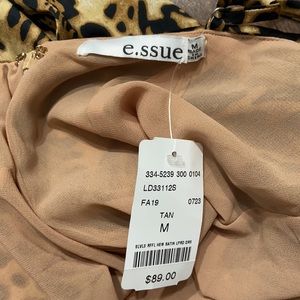 e.ssue
M
334-5239 300 0104
LD33112S
FA19 0723
TAN
M
$89.00